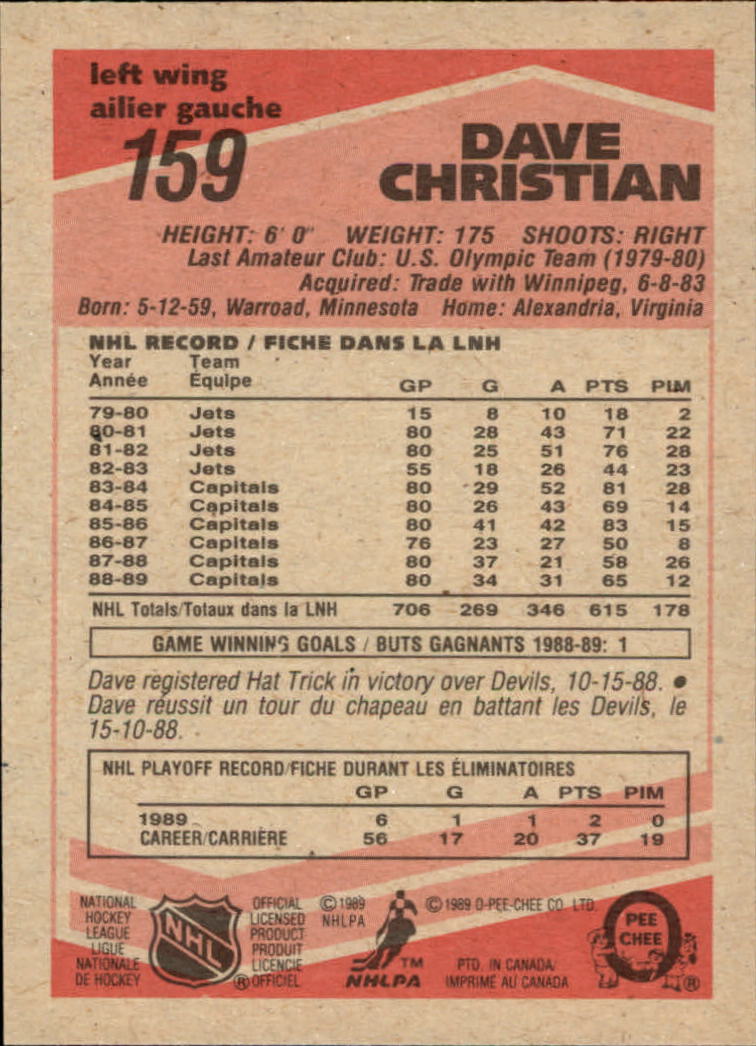 left wing
ailier gauche
159
DAVE
CHRISTIAN
HEIGHT: 6' 0" WEIGHT: 175 SHOOTS: RIGHT
Last Amateur Club: U.S. Olympic Team (1979-80)
Acquired: Trade with Winnipeg, 6-8-83
Born: 5-12-59, Warroad, Minnesota Home: Alexandria, Virginia
NHL RECORD / FICHE DANS LA LNH
Year Team
Année Équipe GP G A PTS PIM
79-80 Jets 15 8 10 18 2
80-81 Jets 80 28 43 71 22
81-82 Jets 80 25 51 76 28
82-83 Jets 55 18 26 44 23
83-84 Capitals 80 29 52 81 28
84-85 Capitals 80 26 43 69 14
85-86 Capitals 80 41 42 83 15
86-87 Capitals 76 23 27 50 8
87-88 Capitals 80 37 21 58 26
88-89 Capitals 80 34 31 65 12
NHL Totals/Totaux dans la LNH 706 269 346 615 178
GAME WINNING GOALS / BUTS GAGNANTS 1988-89: 1
Dave registered Hat Trick in victory over Devils, 10-15-88. •
Dave réussit un tour du chapeau en battant les Devils, le
15-10-88.
NHL PLAYOFF RECORD/FICHE DURANT LES ÉLIMINATOIRES
GP G A PTS PIM
1989 6 1 1 2 0
CAREER/CARRIÈRE 56 17 20 37 19
NATIONAL
HOCKEY
LEAGUE
LIGUE
NATIONALE
DE HOCKEY
NHL
OFFICIAL
LICENSED
PRODUCT
PRODUIT
LICENCIE
® OFFICIEL
© 1989
NHLPA
TM
NHLPA
© 1989 O-PEE-CHEE CO. LTD.
PTD. IN CANADA/
IMPRIMÉ AU CANADA
O
PEE
CHEE
®